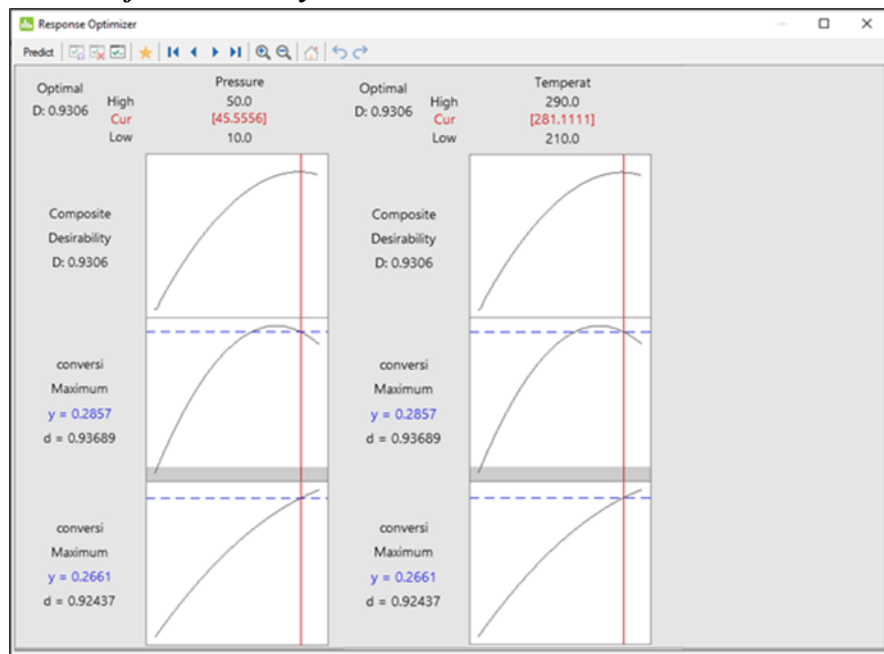 Response Optimizer
Predict
Optimal
D: 0.9306
High
Cur
Low
Pressure
50.0
[45.5556]
10.0
Optimal
D: 0.9306
High
Cur
Low
Temperat
290.0
[281.1111]
210.0
Composite
Desirability
D: 0.9306
Composite
Desirability
D: 0.9306
conversi
Maximum
y = 0.2857
d = 0.93689
conversi
Maximum
y = 0.2857
d = 0.93689
conversi
Maximum
y = 0.2661
d = 0.92437
conversi
Maximum
y = 0.2661
d = 0.92437